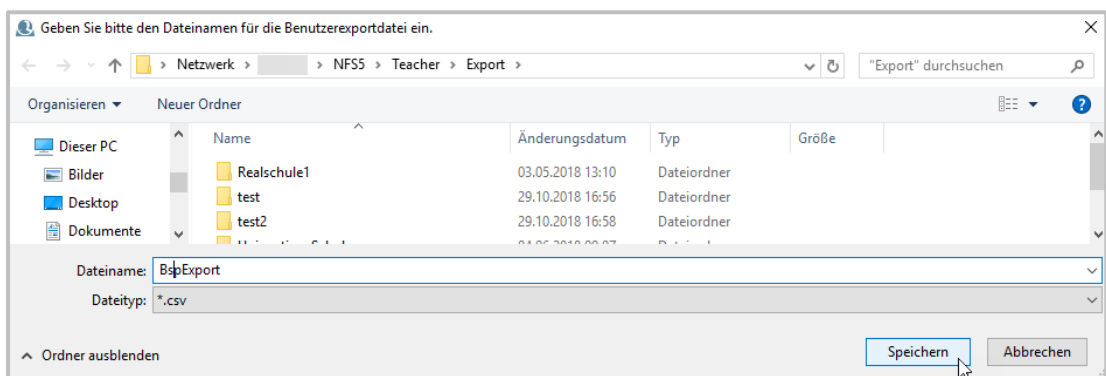 Geben Sie bitte den Dateinamen für die Benutzerexportdatei ein.
Netzwerk > NFS5 > Teacher > Export > "Export" durchsuchen
Organisieren Neuer Ordner
Name Änderungsdatum Typ Größe
Dieser PC
Bilder Realschule1 03.05.2018 13:10 Dateiordner
Desktop test 29.10.2018 16:56 Dateiordner
Dokumente test2 29.10.2018 16:58 Dateiordner
Dateiname: BspExport
Dateityp: *.csv
Ordner ausblenden Speichern Abbrechen